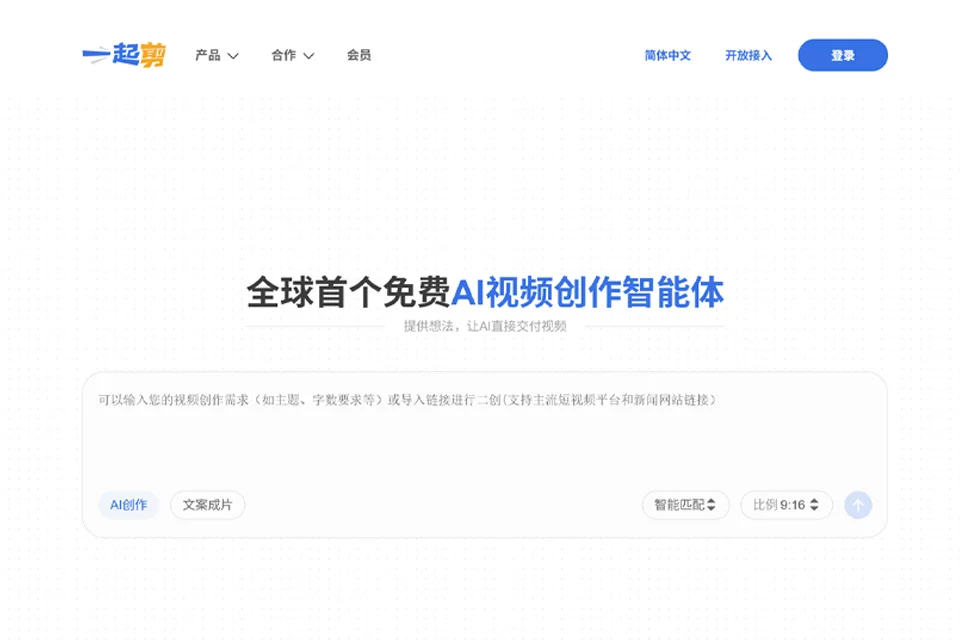 一起剪 产品 合作 会员 简体中文 开放接入 登录
全球首个免费AI视频创作智能体
提供想法，让AI直接交付视频
可以输入您的视频创作需求（如主题、字数要求等）或导入链接进行二创(支持主流短视频平台和新闻网站链接）
AI创作 文案成片 智能匹配 比例 9:16